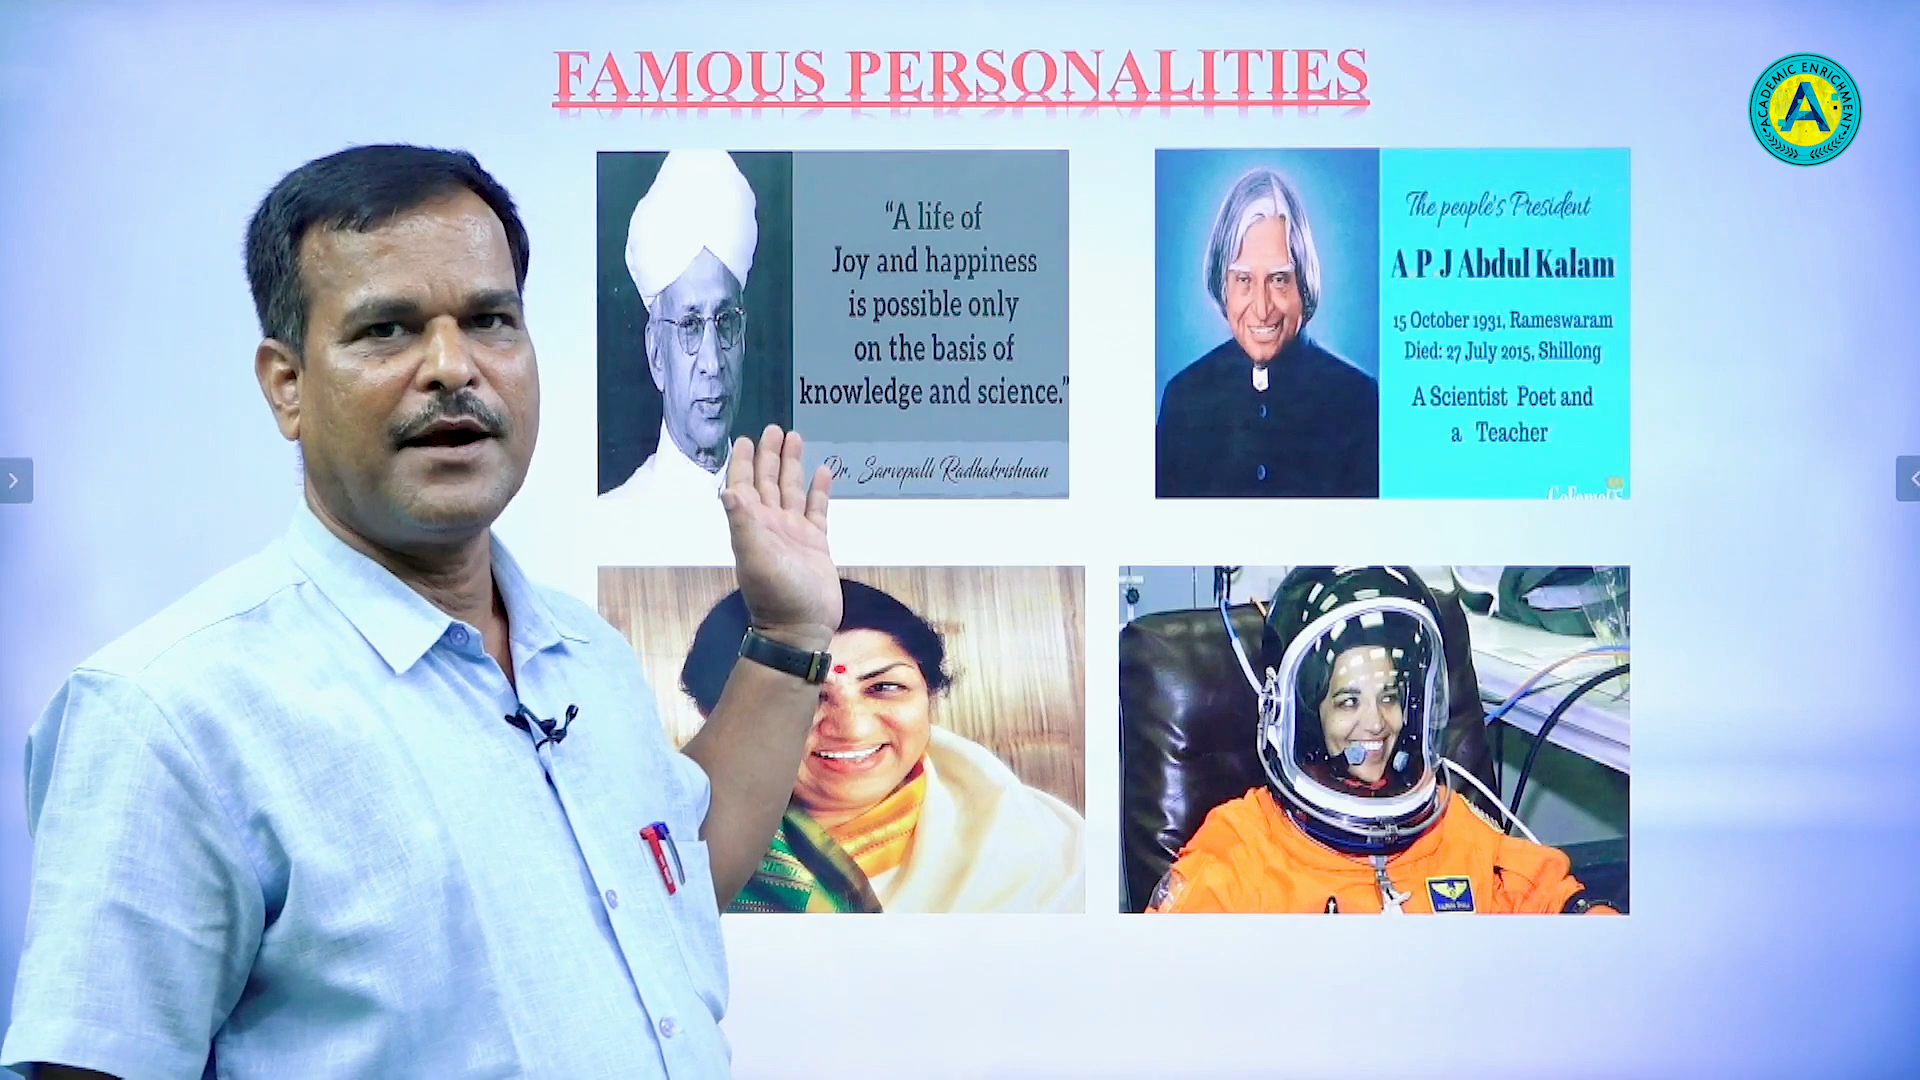 FAMOUS PERSONALITIES
ACADEMIC ENRICHMENT
A
“A life of
Joy and happiness
is possible only
on the basis of
knowledge and science.”
Dr. Sarvepalli Radhakrishnan
The people's President
A P J Abdul Kalam
15 October 1931, Rameswaram
Died: 27 July 2015, Shillong
A Scientist Poet and
a Teacher